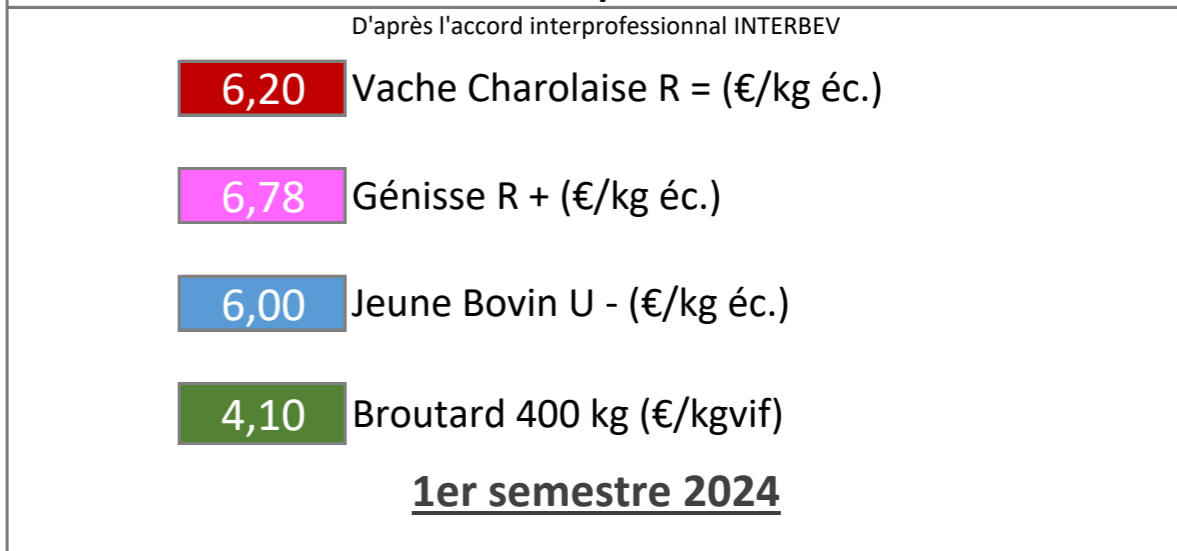 D'après l'accord interprofessionnal INTERBEV
6,20 Vache Charolaise R = (€/kg éc.)
6,78 Génisse R + (€/kg éc.)
6,00 Jeune Bovin U - (€/kg éc.)
4,10 Broutard 400 kg (€/kgvif)
1er semestre 2024